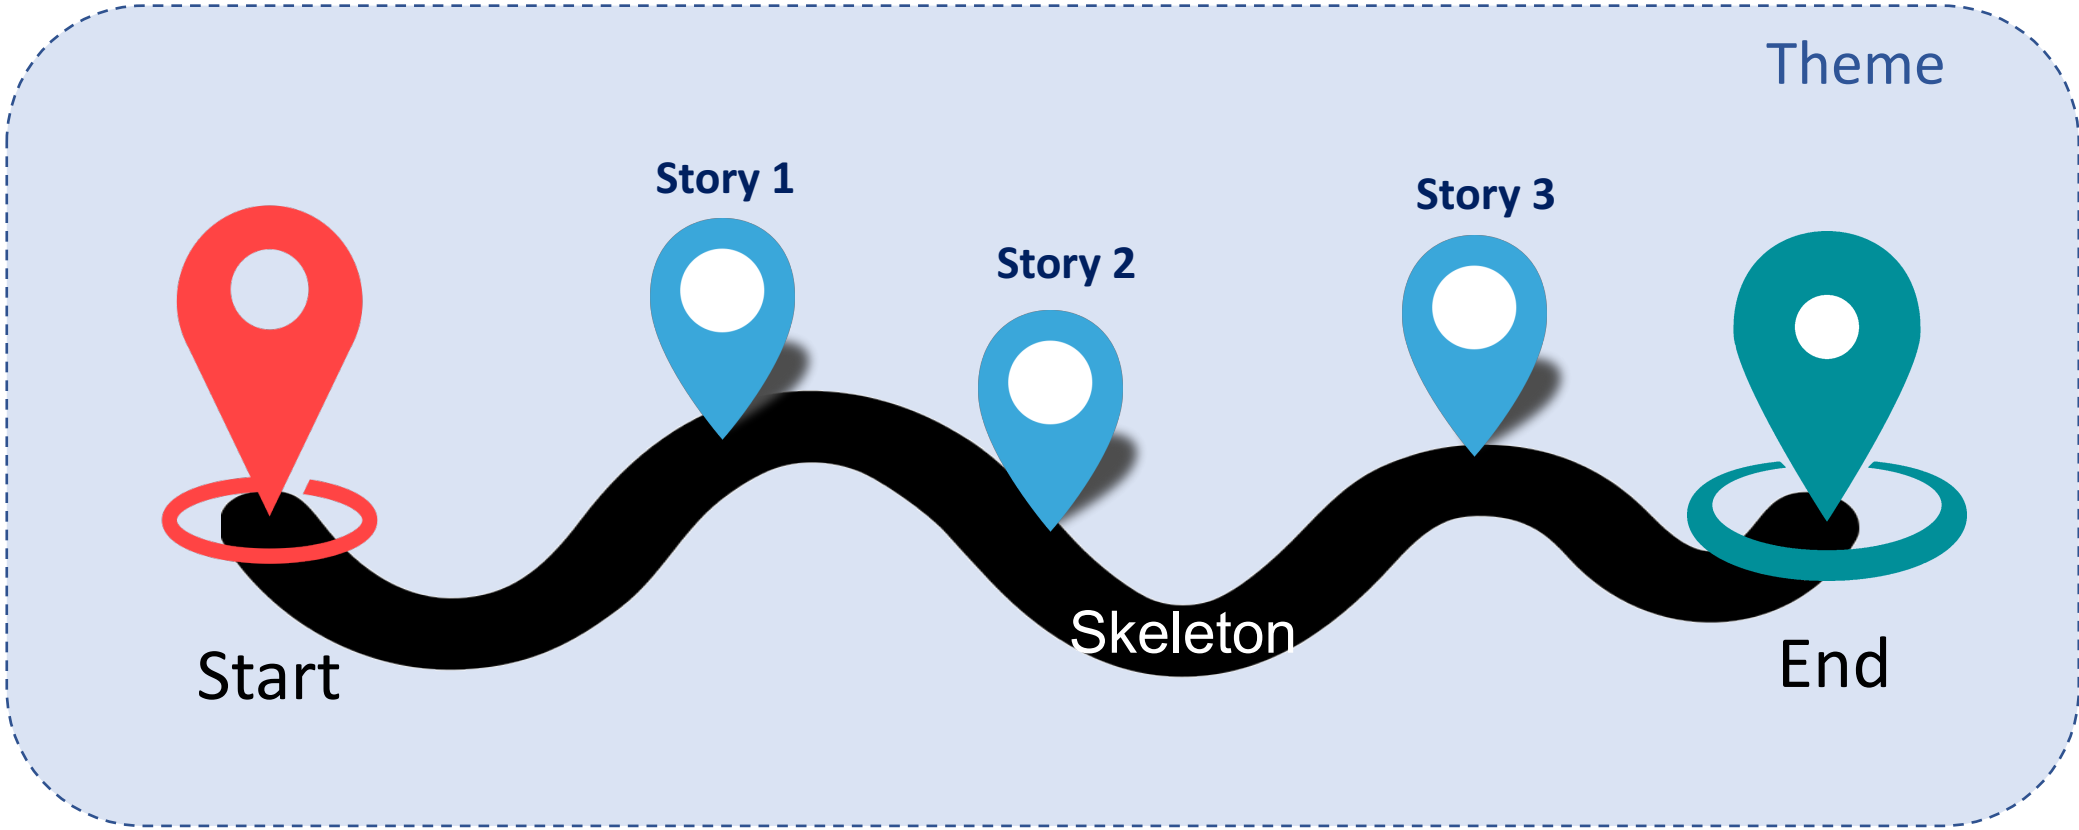 Theme
Story 1
Story 3
Story 2
Skeleton
Start
End